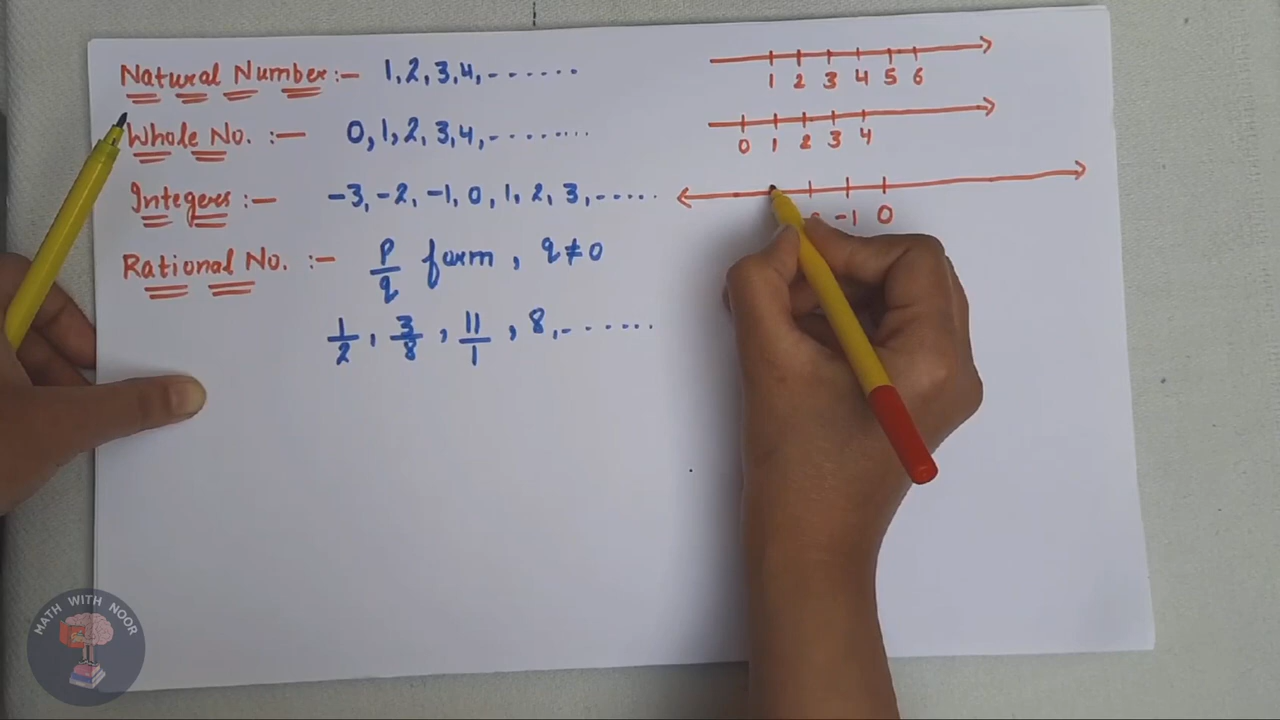 Natural Number :- 1, 2, 3, 4, -......
1 2 3 4 5 6
Whole No. :- 0, 1, 2, 3, 4, -.......
0 1 2 3 4
Integers :- -3, -2, -1, 0, 1, 2, 3, -.....
-1 0
Rational No. :- P/q form, q≠0
1/2, 3/8, 11/1, 8, -......
MATH WITH NOOR